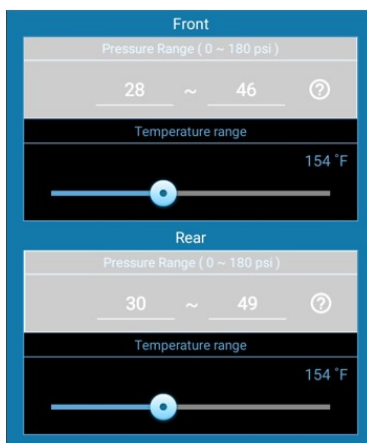 Front
Pressure Range ( 0 ~ 180 psi )
28 ~ 46 ?
Temperature range
154 ˚F
Rear
Pressure Range ( 0 ~ 180 psi )
30 ~ 49 ?
Temperature range
154 ˚F